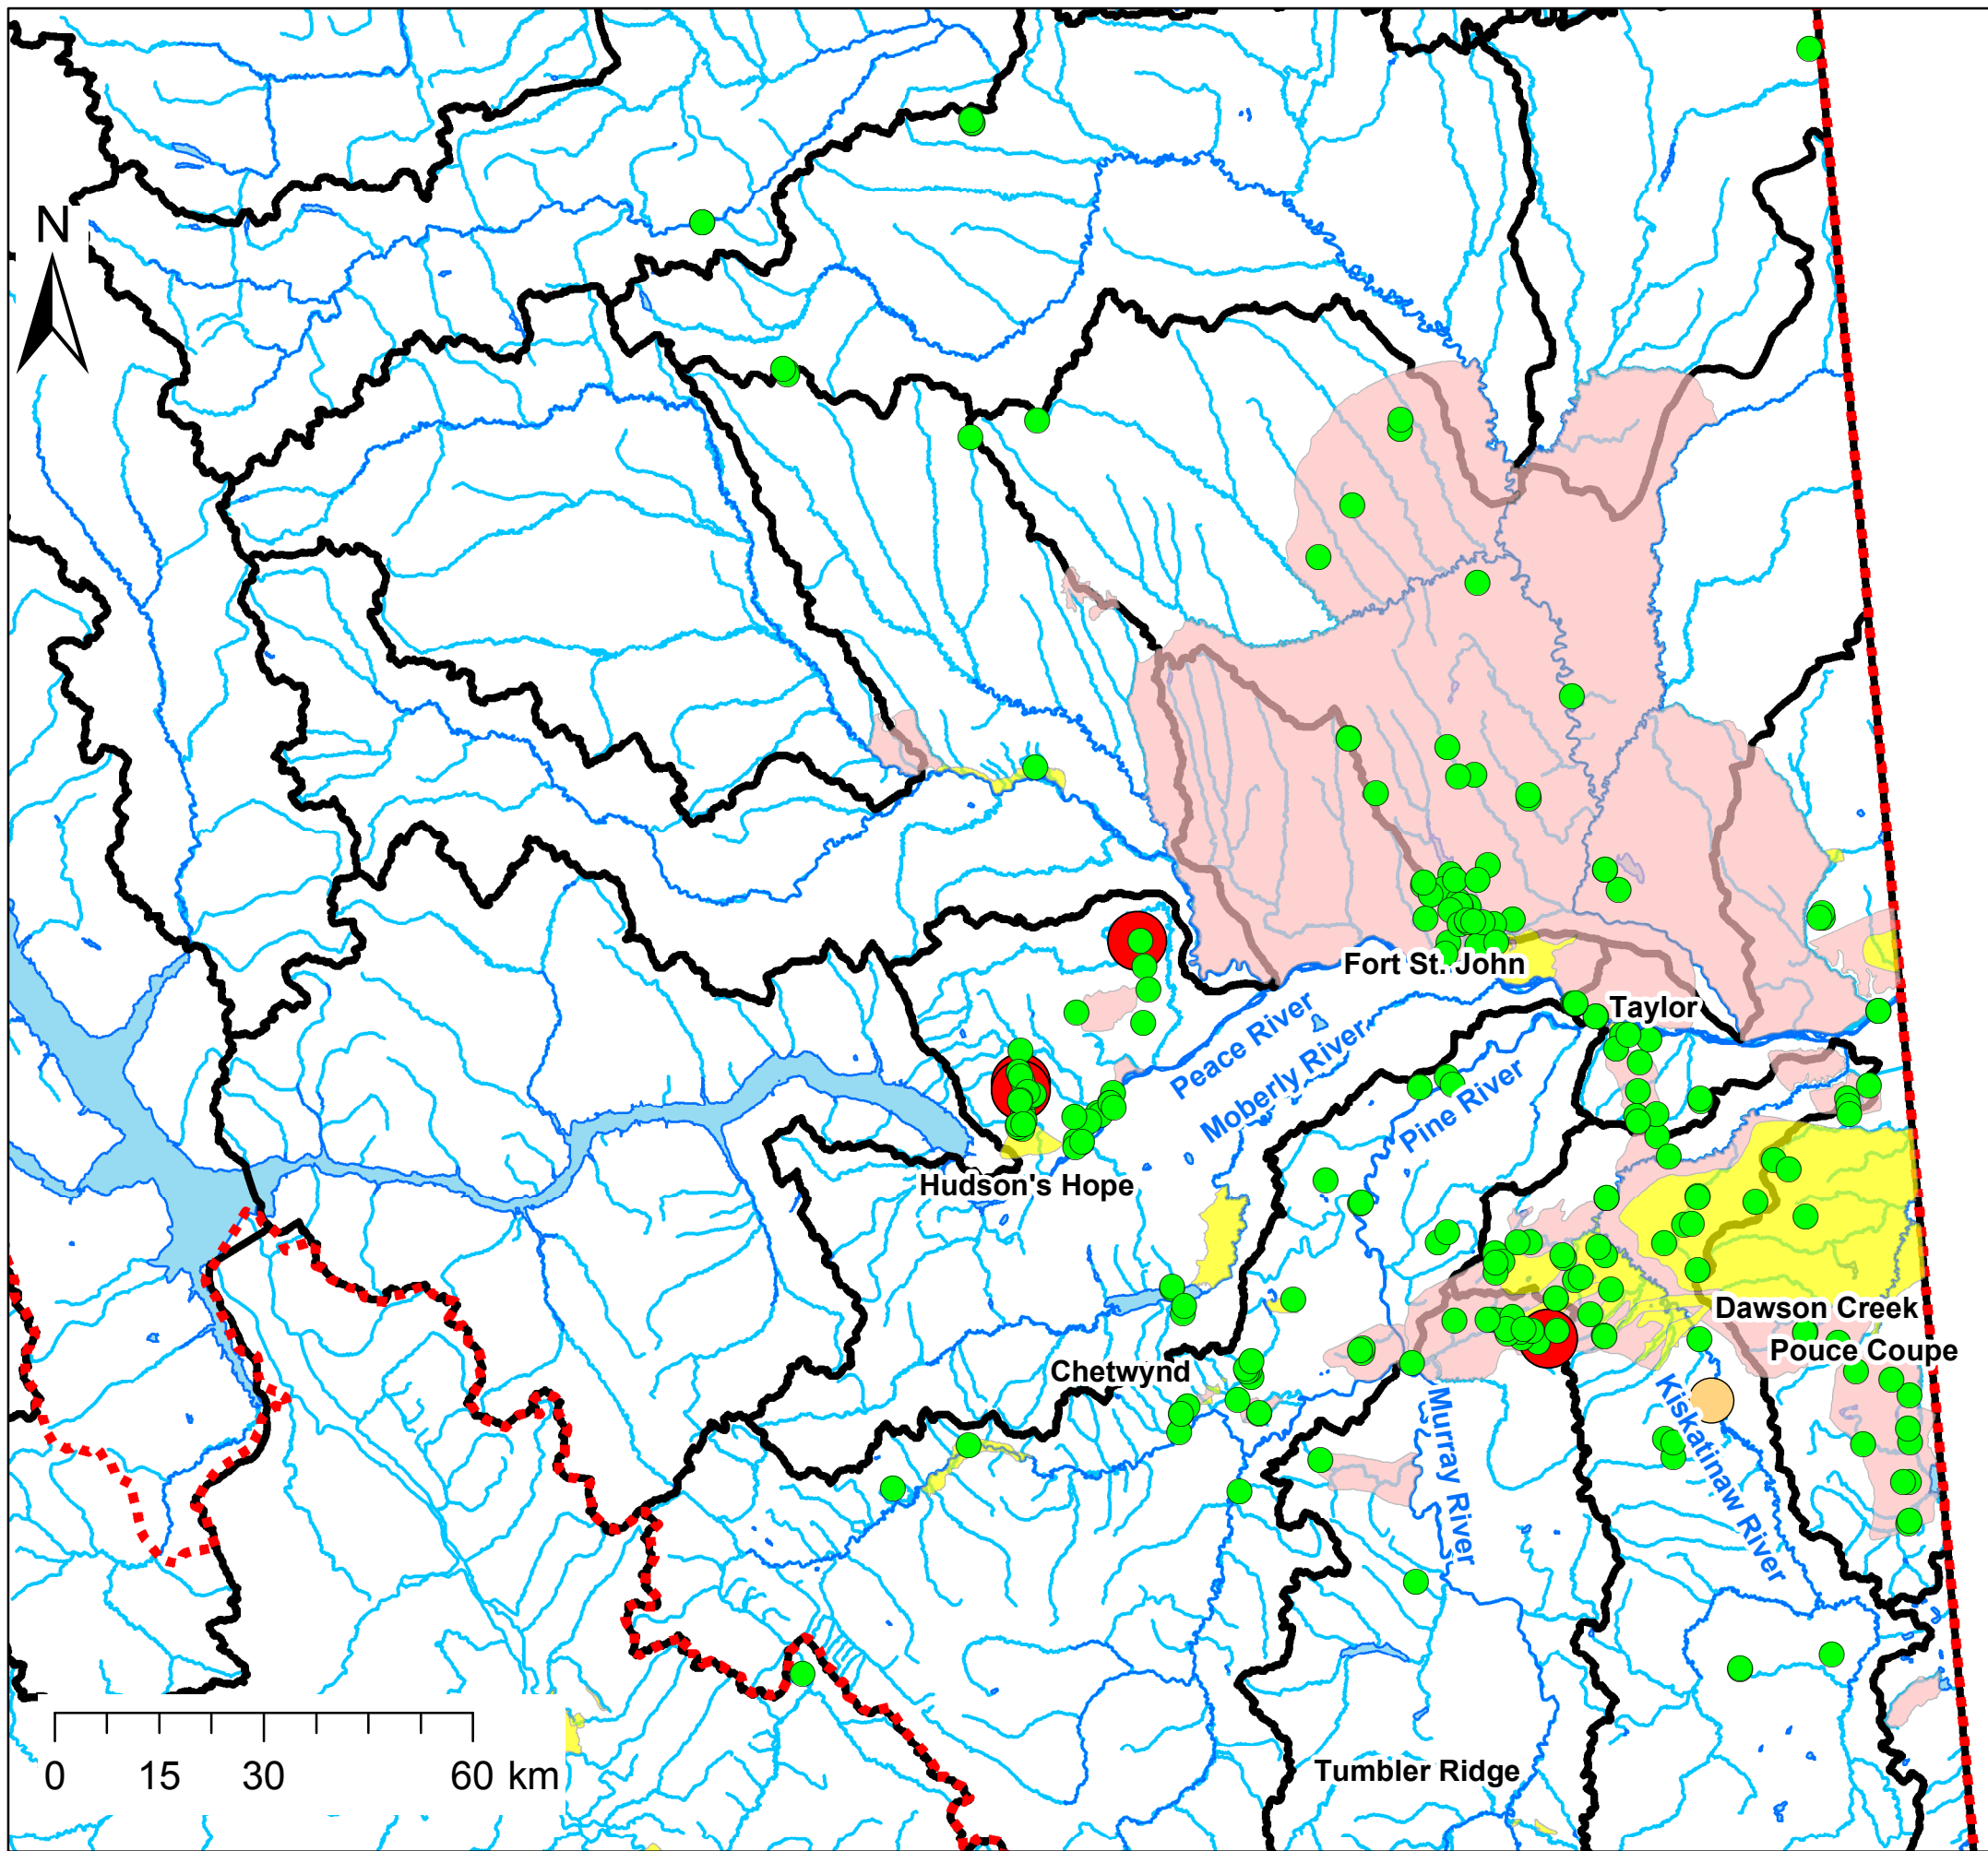 N
Fort St. John
Taylor
Peace River
Moberly River
Pine River
Hudson's Hope
Dawson Creek
Pouce Coupe
Chetwynd
Kiskatinaw River
Murray River
Tumbler Ridge
0 15 30 60 km